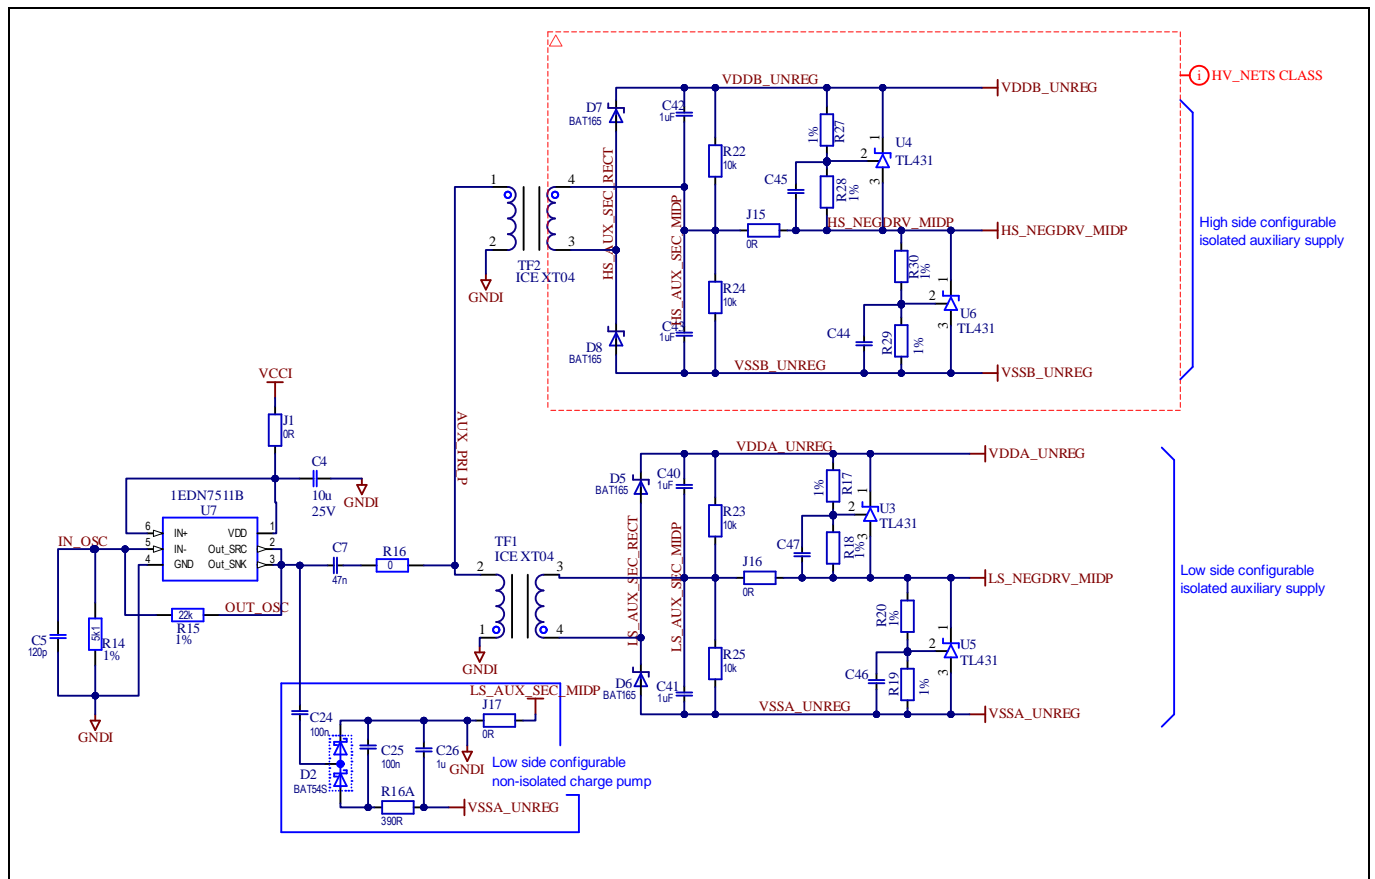 VDDB_UNREG
VDDB_UNREG
i HV_NETS CLASS
D7
BAT165
C42
1uF
R22
10k
1%
R27
1
2
3
U4
TL431
HS_AUX_SEC_RECT
C45
R28
1%
1
2
4
3
TF2
ICE XT04
GNDI
HS_AUX_SEC_MIDP
J15
0R
HS_NEGDRV_MIDP
HS_NEGDRV_MIDP
High side configurable
isolated auxiliary supply
R24
10k
R30
1%
1
2
3
U6
TL431
C43
1uF
D8
BAT165
C44
R29
1%
VSSB_UNREG
VSSB_UNREG
VCCI
J1
0R
C4
10u
25V
GNDI
AUX_PRI_P
1EDN7511B
U7
6
5
4
IN+
IN-
GND
VDD
Out_SRC
Out_SNK
1
2
3
IN_OSC
C7
47n
R16
0
22k
R15
1%
OUT_OSC
C5
120p
5k1
R14
1%
GNDI
TF1
ICE XT04
2
1
3
4
GNDI
VDDA_UNREG
VDDA_UNREG
D5
BAT165
C40
1uF
R23
10k
1%
R17
1
2
3
U3
TL431
C47
R18
1%
LS_AUX_SEC_RECT
LS_AUX_SEC_MIDP
J16
0R
LS_NEGDRV_MIDP
Low side configurable
isolated auxiliary supply
R20
1%
1
2
3
U5
TL431
R25
10k
D6
BAT165
C41
1uF
C46
R19
1%
VSSA_UNREG
VSSA_UNREG
LS_AUX_SEC_MIDP
C24
100n
J17
0R
C25
100n
C26
1u
GNDI
D2
BAT54S
R16A
390R
VSSA_UNREG
Low side configurable
non-isolated charge pump